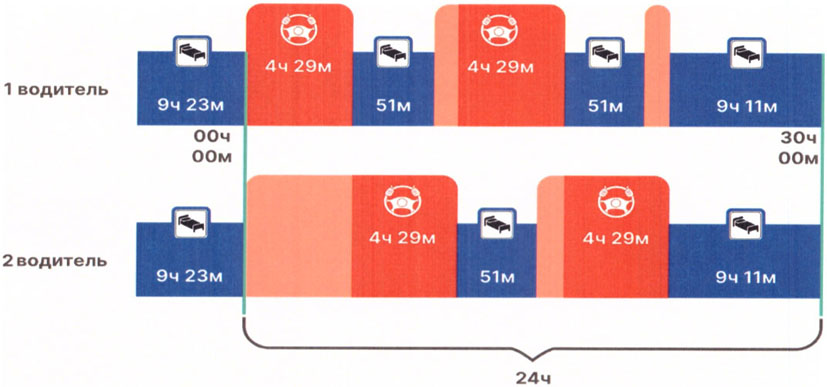 4ч 29м
4ч 29м
1 водитель
9ч 23м
51м
51м
9ч 11м
00ч
00м
30ч
00м
4ч 29м
4ч 29м
2 водитель
9ч 23м
51м
9ч 11м
24ч